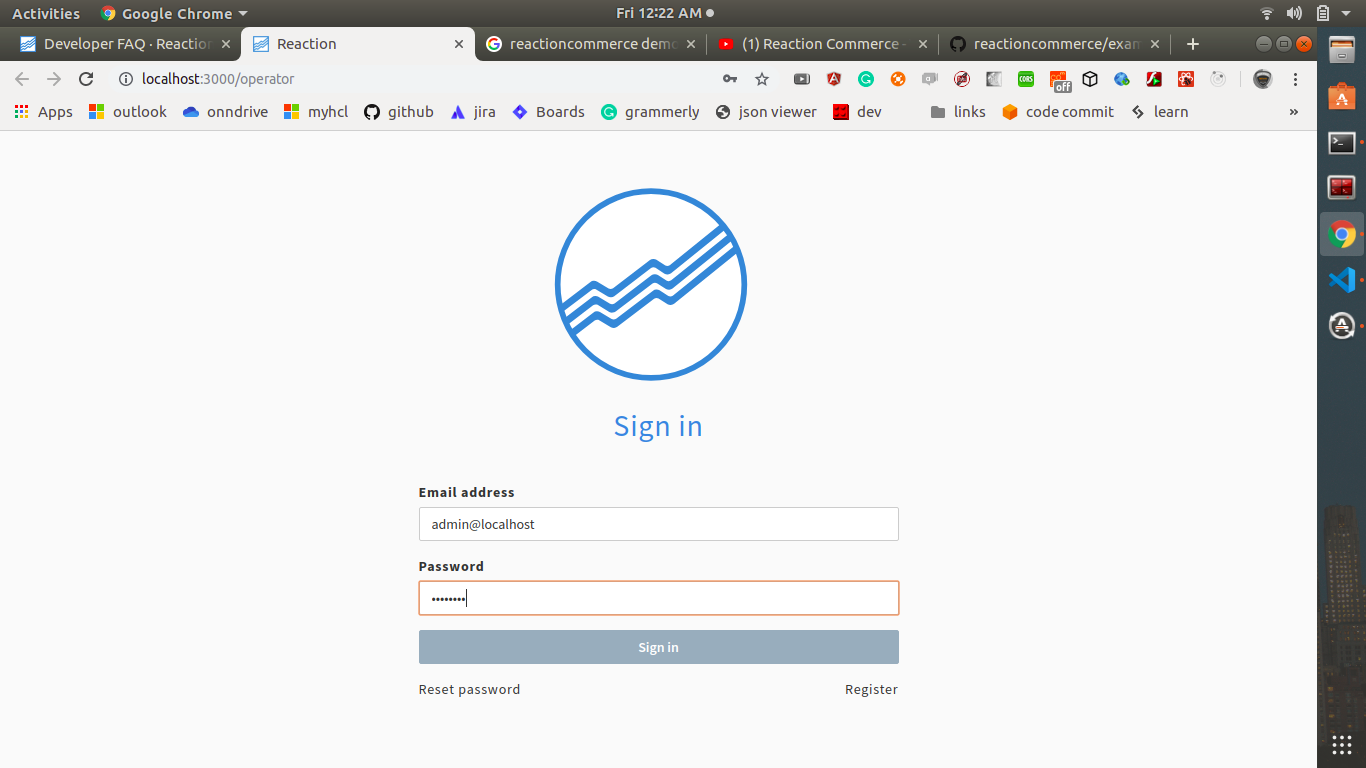 Activities Google Chrome Fri 12:22 AM
Developer FAQ · Reaction Reaction reactioncommerce demo (1) Reaction Commerce - reactioncommerce/exam
localhost:3000/operator
CORS off
Apps outlook onndrive myhcl github jira Boards grammerly json viewer dev links code commit learn »
Sign in
Email address
admin@localhost
Password
••••••••
Sign in
Reset password Register